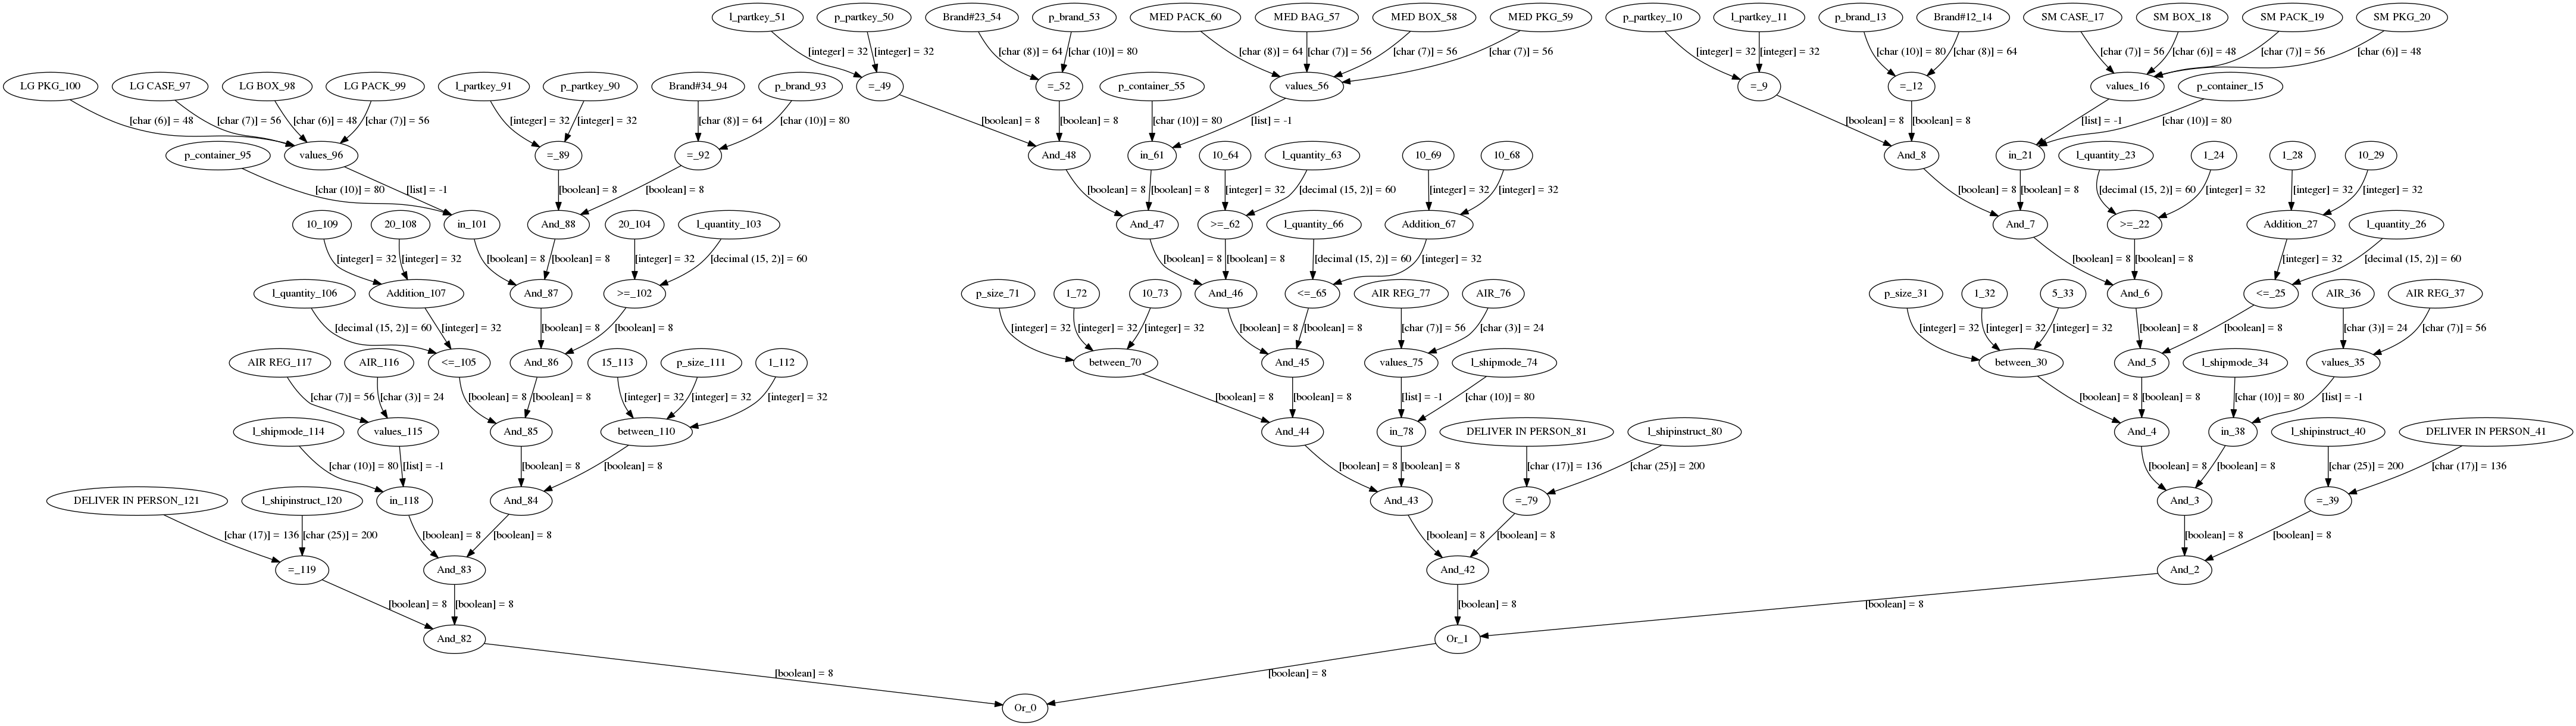 l_partkey_51 p_partkey_50 Brand#23_54 p_brand_53 MED PACK_60 MED BAG_57 MED BOX_58 MED PKG_59 p_partkey_10 l_partkey_11 p_brand_13 Brand#12_14 SM CASE_17 SM BOX_18 SM PACK_19 SM PKG_20
[integer] = 32 [integer] = 32 [char (8)] = 64 [char (10)] = 80 [char (8)] = 64 [char (7)] = 56 [char (7)] = 56 [char (7)] = 56 [integer] = 32 [integer] = 32 [char (10)] = 80 [char (8)] = 64 [char (7)] = 56 [char (6)] = 48 [char (7)] = 56 [char (6)] = 48
LG PKG_100 LG CASE_97 LG BOX_98 LG PACK_99 l_partkey_91 p_partkey_90 Brand#34_94 p_brand_93 =_49 =_52 p_container_55 values_56 =_9 =_12 values_16 p_container_15
[char (6)] = 48 [char (7)] = 56 [char (6)] = 48 [char (7)] = 56 [integer] = 32 [integer] = 32 [char (8)] = 64 [char (10)] = 80 [boolean] = 8 [boolean] = 8 [char (10)] = 80 [list] = -1 [boolean] = 8 [boolean] = 8 [list] = -1 [char (10)] = 80
p_container_95 values_96 =_89 =_92 And_48 in_61 10_64 l_quantity_63 10_69 10_68 And_8 in_21 l_quantity_23 1_24 1_28 10_29
[char (10)] = 80 [list] = -1 [boolean] = 8 [boolean] = 8 [boolean] = 8 [boolean] = 8 [integer] = 32 [decimal (15, 2)] = 60 [integer] = 32 [integer] = 32 [boolean] = 8 [boolean] = 8 [decimal (15, 2)] = 60 [integer] = 32 [integer] = 32 [integer] = 32
10_109 20_108 in_101 And_88 20_104 l_quantity_103 And_47 >=_62 l_quantity_66 Addition_67 And_7 >=_22 Addition_27 l_quantity_26
[integer] = 32 [integer] = 32 [boolean] = 8 [boolean] = 8 [integer] = 32 [decimal (15, 2)] = 60 [boolean] = 8 [boolean] = 8 [decimal (15, 2)] = 60 [integer] = 32 [boolean] = 8 [boolean] = 8 [integer] = 32 [decimal (15, 2)] = 60
l_quantity_106 Addition_107 And_87 >=_102 p_size_71 1_72 10_73 And_46 <=_65 AIR REG_77 AIR_76 p_size_31 1_32 5_33 And_6 <=_25 AIR_36 AIR REG_37
[decimal (15, 2)] = 60 [integer] = 32 [boolean] = 8 [boolean] = 8 [integer] = 32 [integer] = 32 [integer] = 32 [boolean] = 8 [boolean] = 8 [char (7)] = 56 [char (3)] = 24 [integer] = 32 [integer] = 32 [integer] = 32 [boolean] = 8 [boolean] = 8 [char (3)] = 24 [char (7)] = 56
AIR REG_117 AIR_116 <=_105 And_86 15_113 p_size_111 1_112 between_70 And_45 values_75 l_shipmode_74 between_30 And_5 l_shipmode_34 values_35
[char (7)] = 56 [char (3)] = 24 [boolean] = 8 [boolean] = 8 [integer] = 32 [integer] = 32 [integer] = 32 [boolean] = 8 [boolean] = 8 [list] = -1 [char (10)] = 80 [boolean] = 8 [boolean] = 8 [char (10)] = 80 [list] = -1
l_shipmode_114 values_115 And_85 between_110 And_44 in_78 DELIVER IN PERSON_81 l_shipinstruct_80 And_4 in_38 l_shipinstruct_40 DELIVER IN PERSON_41
[char (10)] = 80 [list] = -1 [boolean] = 8 [boolean] = 8 [boolean] = 8 [boolean] = 8 [char (17)] = 136 [char (25)] = 200 [boolean] = 8 [boolean] = 8 [char (25)] = 200 [char (17)] = 136
DELIVER IN PERSON_121 l_shipinstruct_120 in_118 And_84 And_43 =_79 And_3 =_39
[char (17)] = 136 [char (25)] = 200 [boolean] = 8 [boolean] = 8 [boolean] = 8 [boolean] = 8 [boolean] = 8 [boolean] = 8
=_119 And_83 And_42 And_2
[boolean] = 8 [boolean] = 8 [boolean] = 8 [boolean] = 8
And_82 Or_1
[boolean] = 8 [boolean] = 8
Or_0